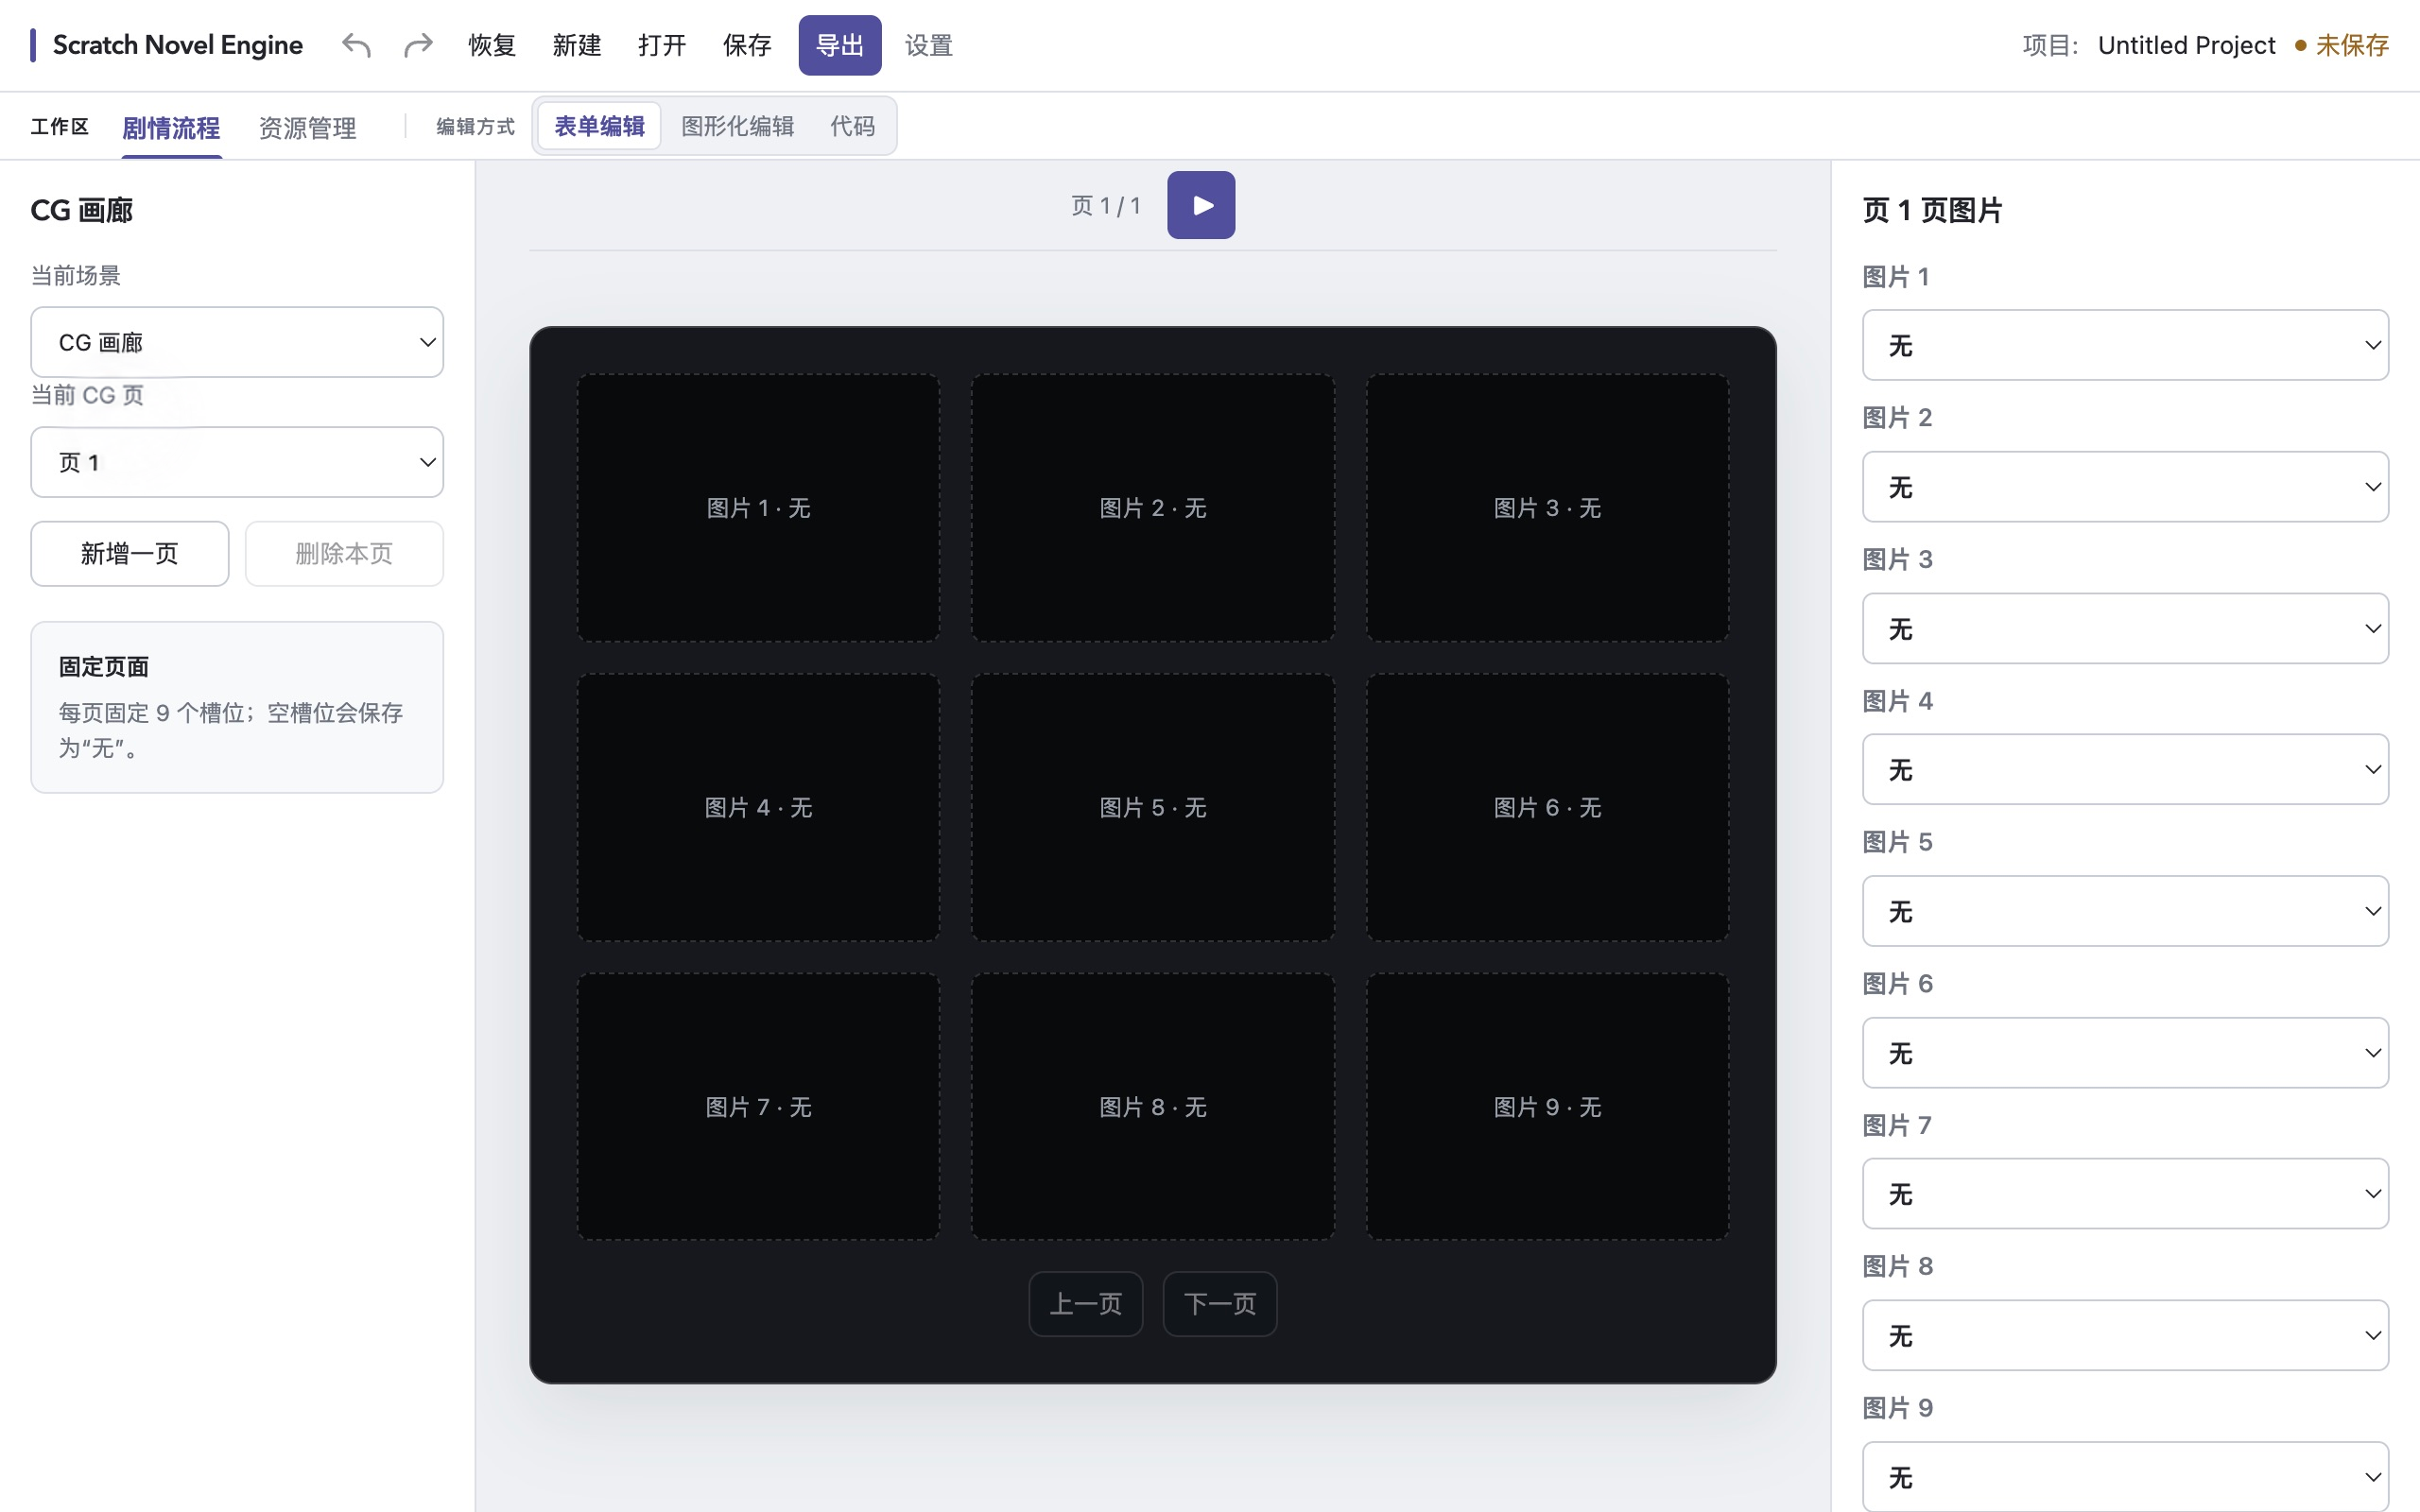 Scratch Novel Engine 恢复 新建 打开 保存 导出 设置 项目: Untitled Project 未保存
工作区 剧情流程 资源管理 编辑方式 表单编辑 图形化编辑 代码
CG 画廊
当前场景
CG 画廊
当前 CG 页
页 1
新增一页 删除本页
固定页面
每页固定 9 个槽位；空槽位会保存
为“无”。
页 1 / 1
图片 1 · 无 图片 2 · 无 图片 3 · 无
图片 4 · 无 图片 5 · 无 图片 6 · 无
图片 7 · 无 图片 8 · 无 图片 9 · 无
上一页 下一页
页 1 页图片
图片 1
无
图片 2
无
图片 3
无
图片 4
无
图片 5
无
图片 6
无
图片 7
无
图片 8
无
图片 9
无